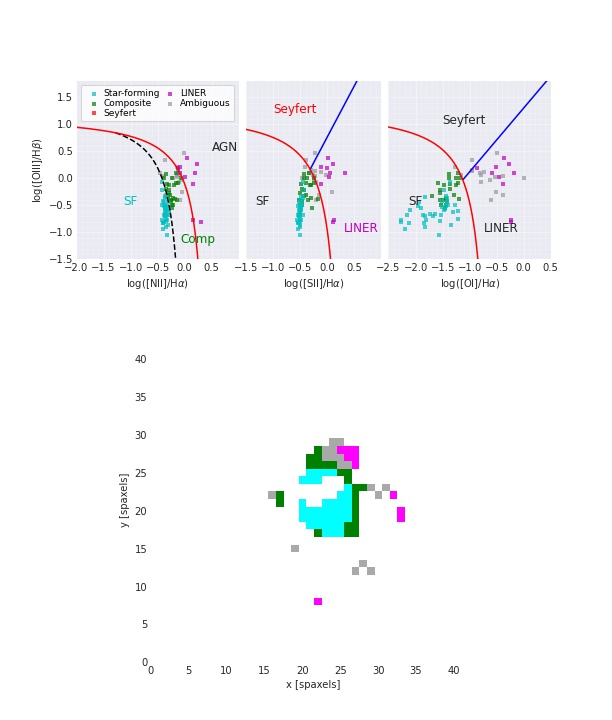 Star-forming LINER
Composite Ambiguous
Seyfert
AGN
SF
Comp
1.5
1.0
0.5
0.0
−0.5
−1.0
−1.5
log([OIII]/Hβ)
−2.0 −1.5 −1.0 −0.5 0.0 0.5
log([NII]/Hα)
Seyfert
SF
LINER
−1.0 −0.5 0.0 0.5
log([SII]/Hα)
Seyfert
SF
LINER
−2.5 −2.0 −1.5 −1.0 −0.5 0.0 0.5
log([OI]/Hα)
40
35
30
25
20
15
10
5
0
y [spaxels]
0 5 10 15 20 25 30 35 40
x [spaxels]